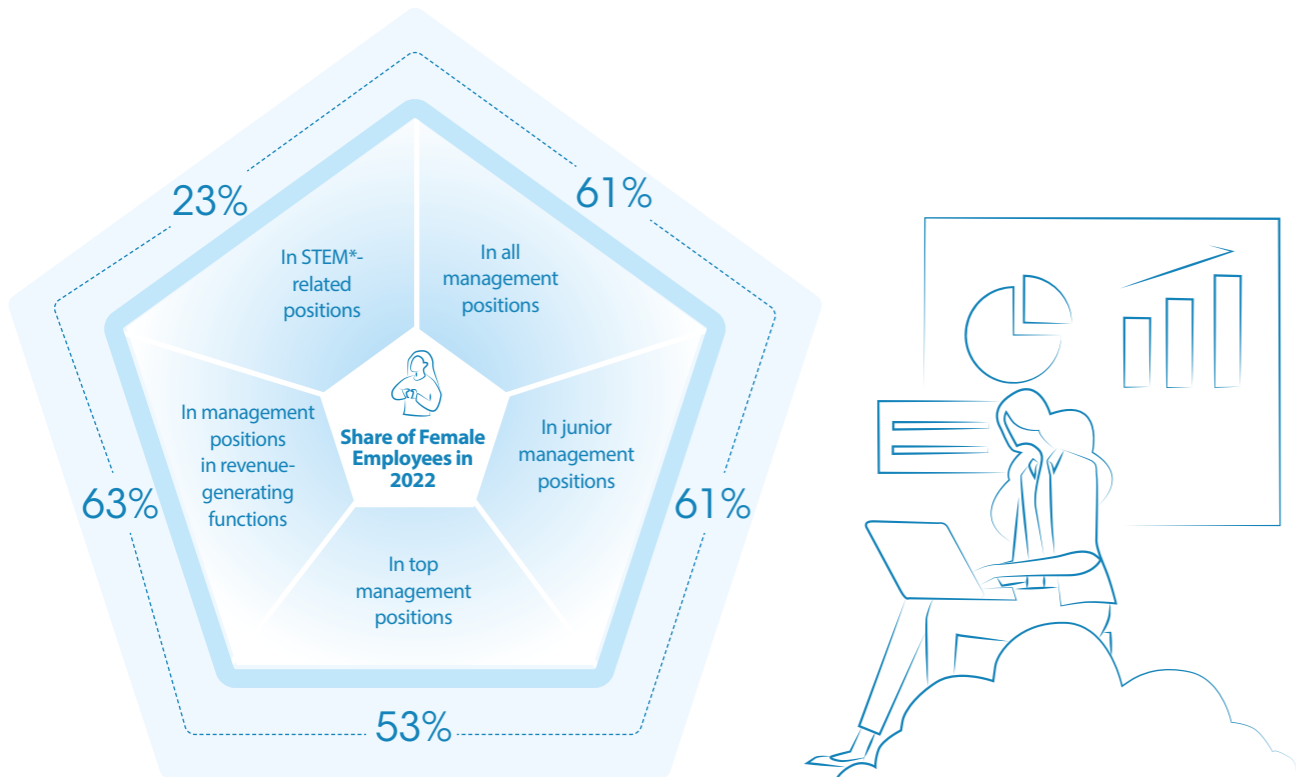 23%
61%
In STEM*-
related
positions
In all
management
positions
In management
positions
in revenue-
generating
functions
Share of Female
Employees in
2022
In junior
management
positions
63%
61%
In top
management
positions
53%